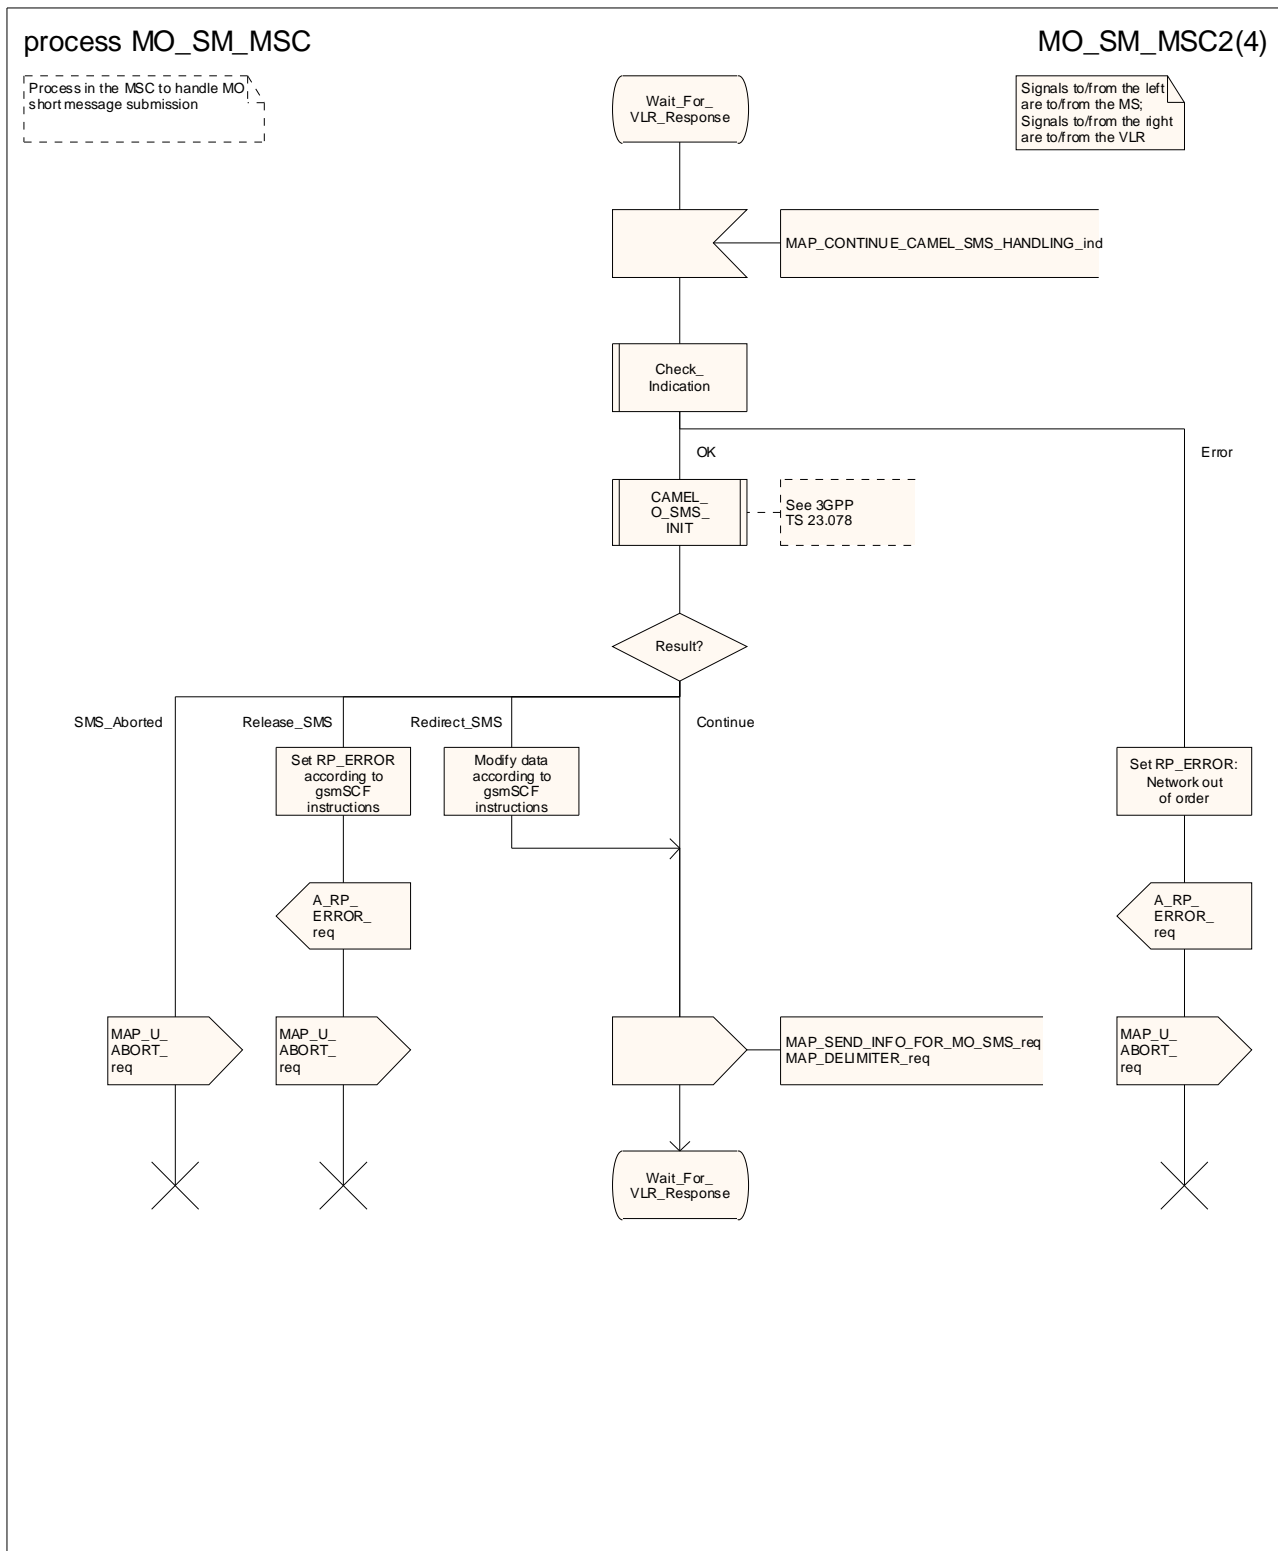 process MO_SM_MSC
MO_SM_MSC2(4)
Process in the MSC to handle MO
short message submission
Wait_For_
VLR_Response
Signals to/from the left
are to/from the MS;
Signals to/from the right
are to/from the VLR
MAP_CONTINUE_CAMEL_SMS_HANDLING_ind
Check_
Indication
OK
Error
CAMEL_
O_SMS_
INIT
See 3GPP
TS 23.078
Result?
SMS_Aborted
Release_SMS
Redirect_SMS
Continue
Set RP_ERROR
according to
gsmSCF
instructions
Modify data
according to
gsmSCF
instructions
Set RP_ERROR:
Network out
of order
A_RP_
ERROR_
req
A_RP_
ERROR_
req
MAP_U_
ABORT_
req
MAP_U_
ABORT_
req
MAP_SEND_INFO_FOR_MO_SMS_req
MAP_DELIMITER_req
MAP_U_
ABORT_
req
Wait_For_
VLR_Response